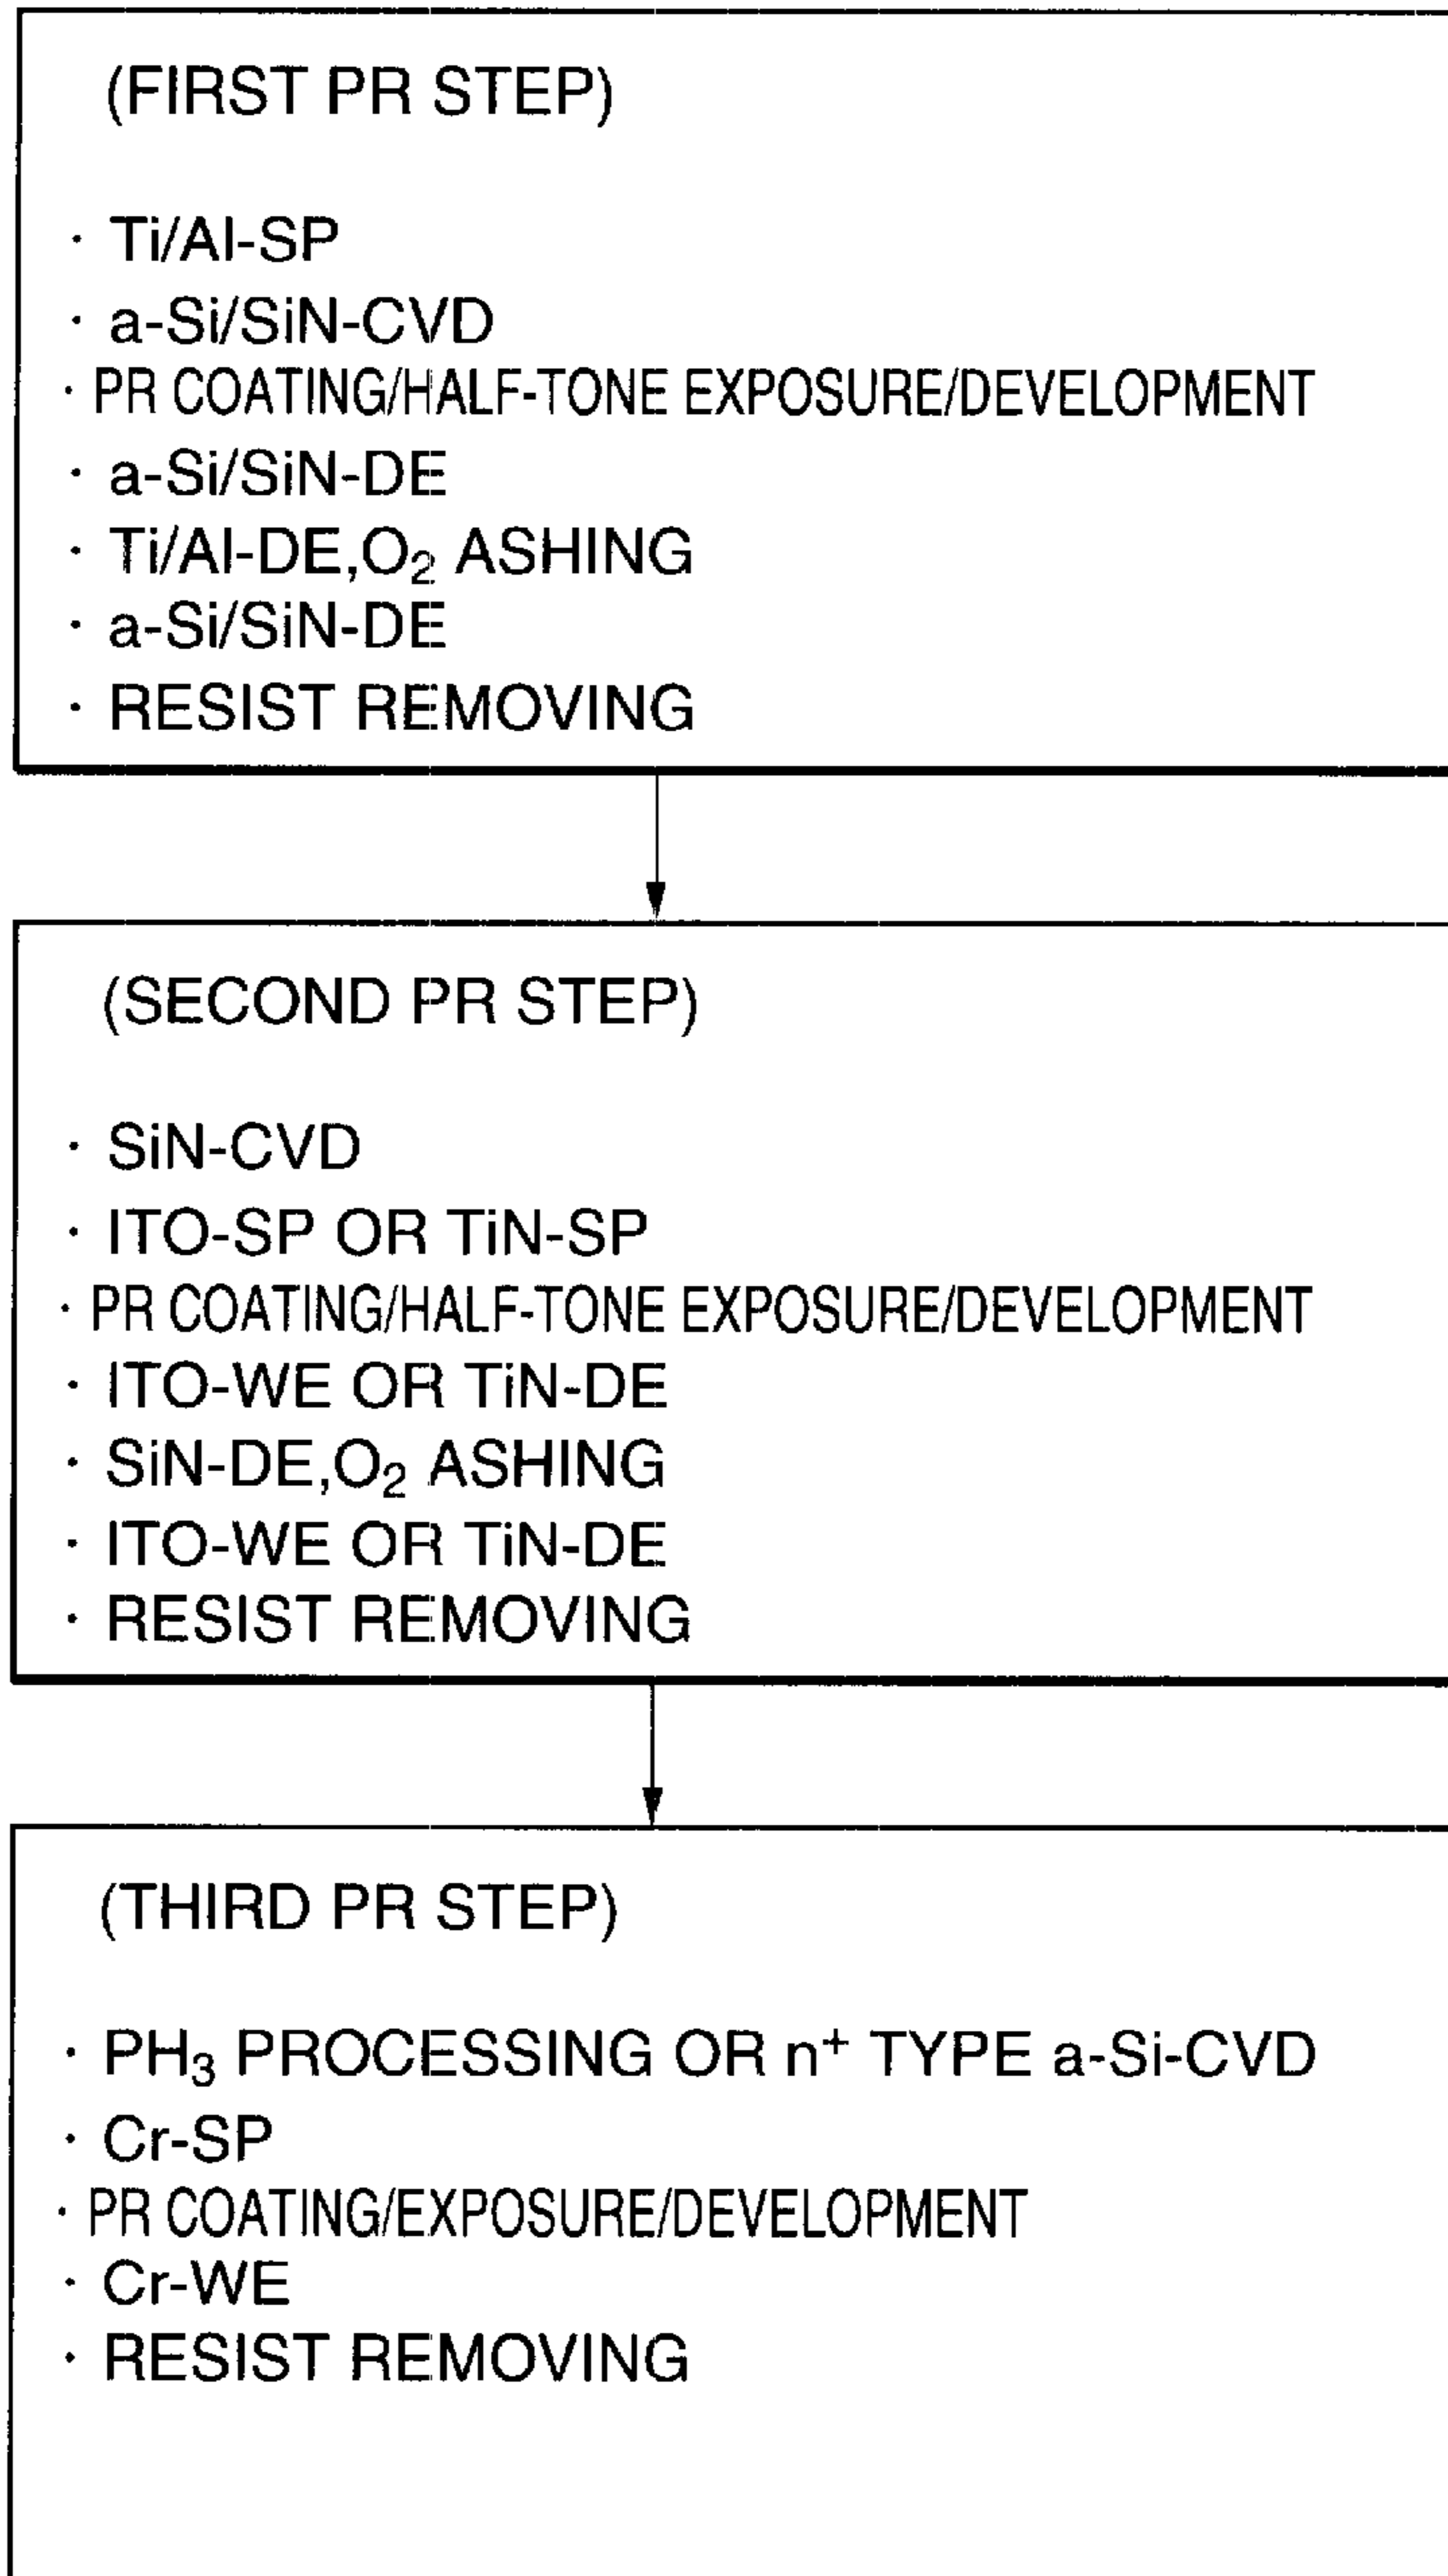 (FIRST PR STEP)
· Ti/Al-SP
· a-Si/SiN-CVD
· PR COATING/HALF-TONE EXPOSURE/DEVELOPMENT
· a-Si/SiN-DE
· Ti/Al-DE,O₂ ASHING
· a-Si/SiN-DE
· RESIST REMOVING
(SECOND PR STEP)
· SiN-CVD
· ITO-SP OR TiN-SP
· PR COATING/HALF-TONE EXPOSURE/DEVELOPMENT
· ITO-WE OR TiN-DE
· SiN-DE,O₂ ASHING
· ITO-WE OR TiN-DE
· RESIST REMOVING
(THIRD PR STEP)
· PH₃ PROCESSING OR n⁺ TYPE a-Si-CVD
· Cr-SP
· PR COATING/EXPOSURE/DEVELOPMENT
· Cr-WE
· RESIST REMOVING